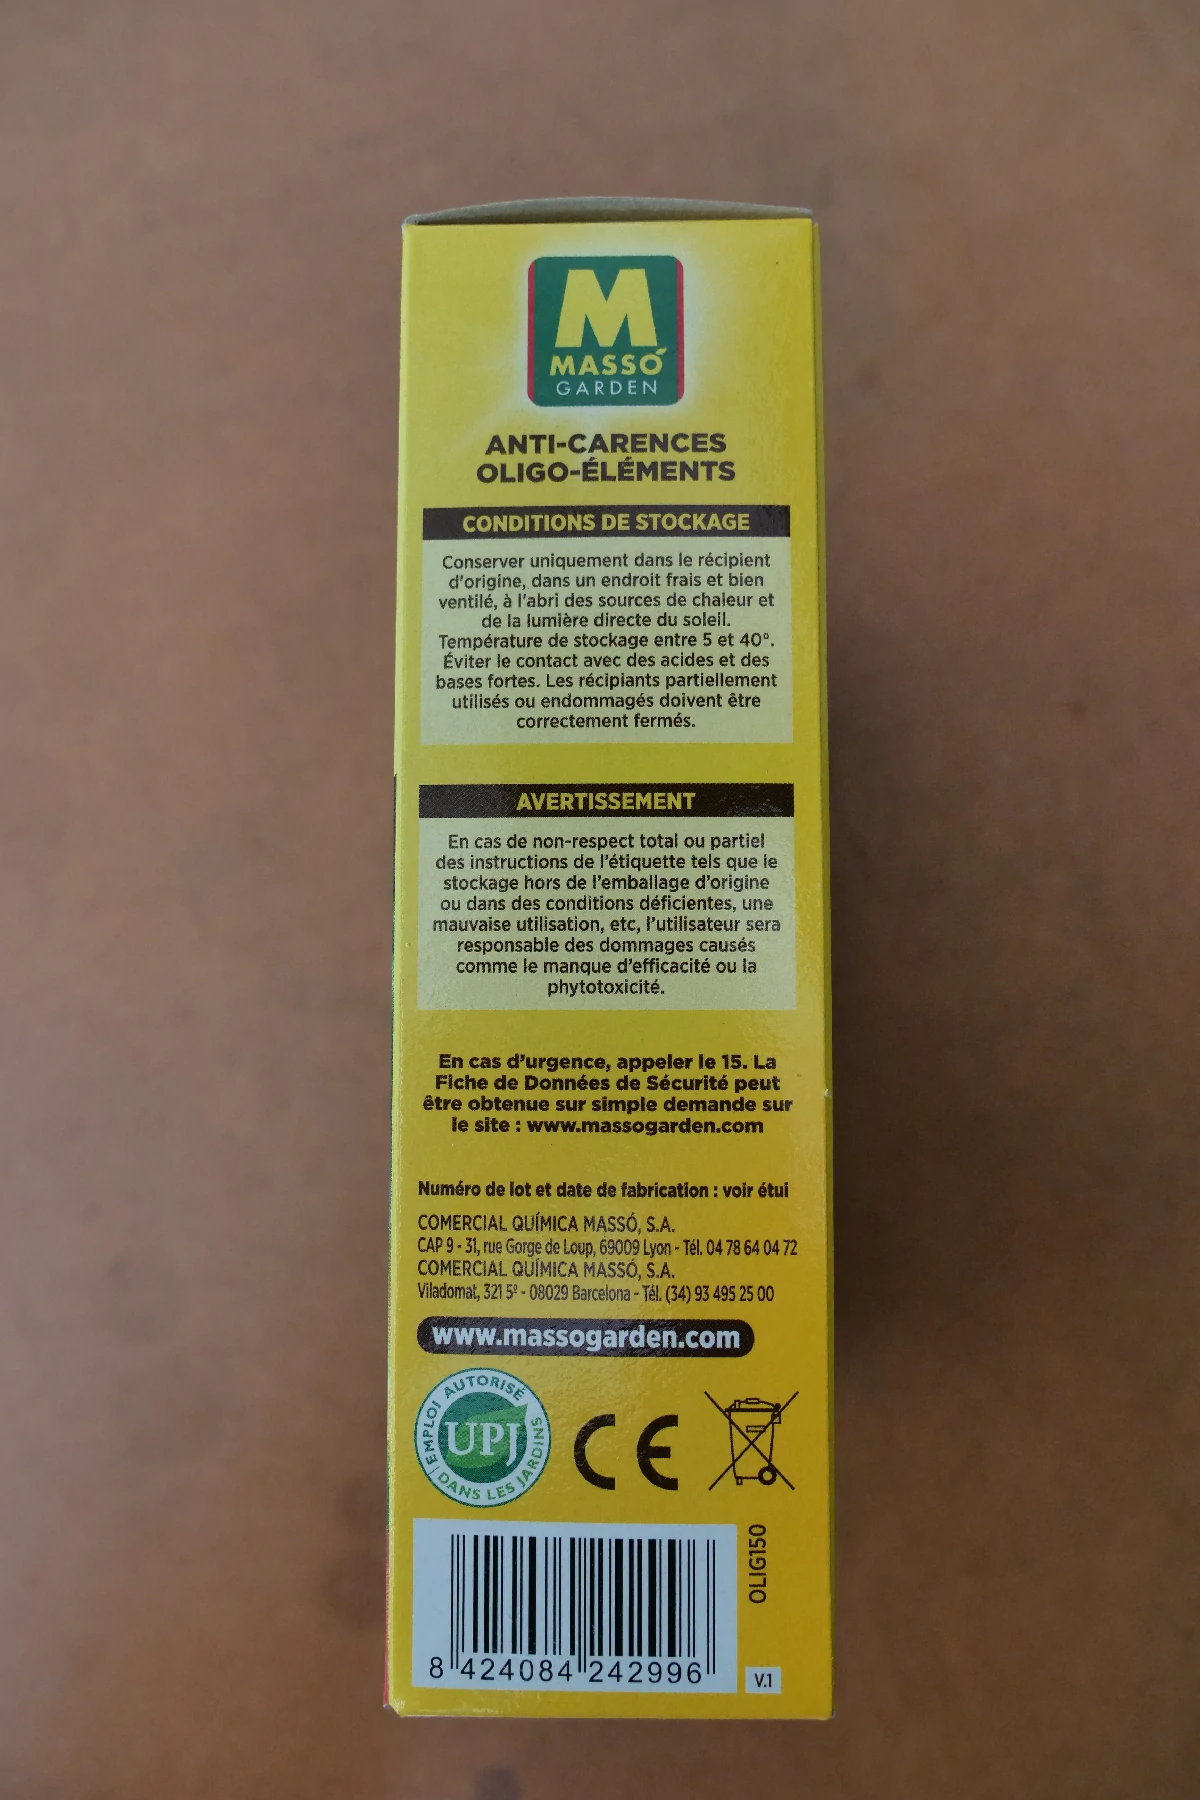 M
MASSÓ
GARDEN
ANTI-CARENCES
OLIGO-ÉLÉMENTS
CONDITIONS DE STOCKAGE
Conserver uniquement dans le récipient
d'origine, dans un endroit frais et bien
ventilé, à l'abri des sources de chaleur et
de la lumière directe du soleil.
Température de stockage entre 5 et 40°.
Éviter le contact avec des acides et des
bases fortes. Les récipiants partiellement
utilisés ou endommagés doivent être
correctement fermés.
AVERTISSEMENT
En cas de non-respect total ou partiel
des instructions de l'étiquette tels que le
stockage hors de l'emballage d'origine
ou dans des conditions déficientes, une
mauvaise utilisation, etc, l'utilisateur sera
responsable des dommages causés
comme le manque d'efficacité ou la
phytotoxicité.
En cas d'urgence, appeler le 15. La
Fiche de Données de Sécurité peut
être obtenue sur simple demande sur
le site : www.massogarden.com
Numéro de lot et date de fabrication : voir étui
COMERCIAL QUÍMICA MASSÓ, S.A.
CAP 9 - 31, rue Gorge de Loup, 69009 Lyon - Tél. 04 78 64 04 72
COMERCIAL QUÍMICA MASSÓ, S.A.
Viladomat, 321 5º - 08029 Barcelona - Tél. (34) 93 495 25 00
www.massogarden.com
EMPLOI AUTORISÉ
UPJ
DANS LES JARDINS
CE
OLIG150
8 424084 242996
V.1